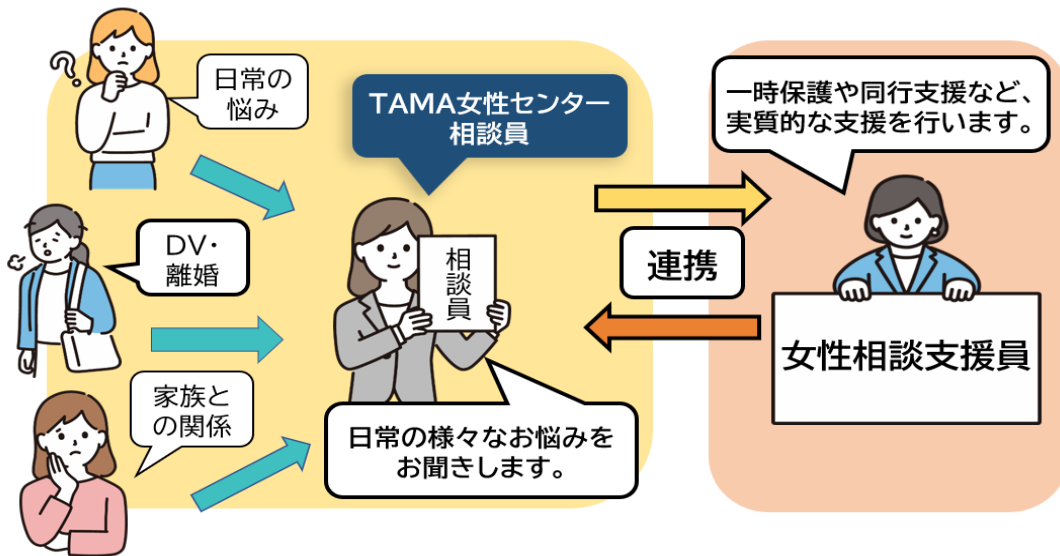 日常の
悩み
DV・
離婚
家族と
の関係
TAMA女性センター
相談員
相談員
日常の様々なお悩みを
お聞きします。
連携
一時保護や同行支援など、
実質的な支援を行います。
女性相談支援員